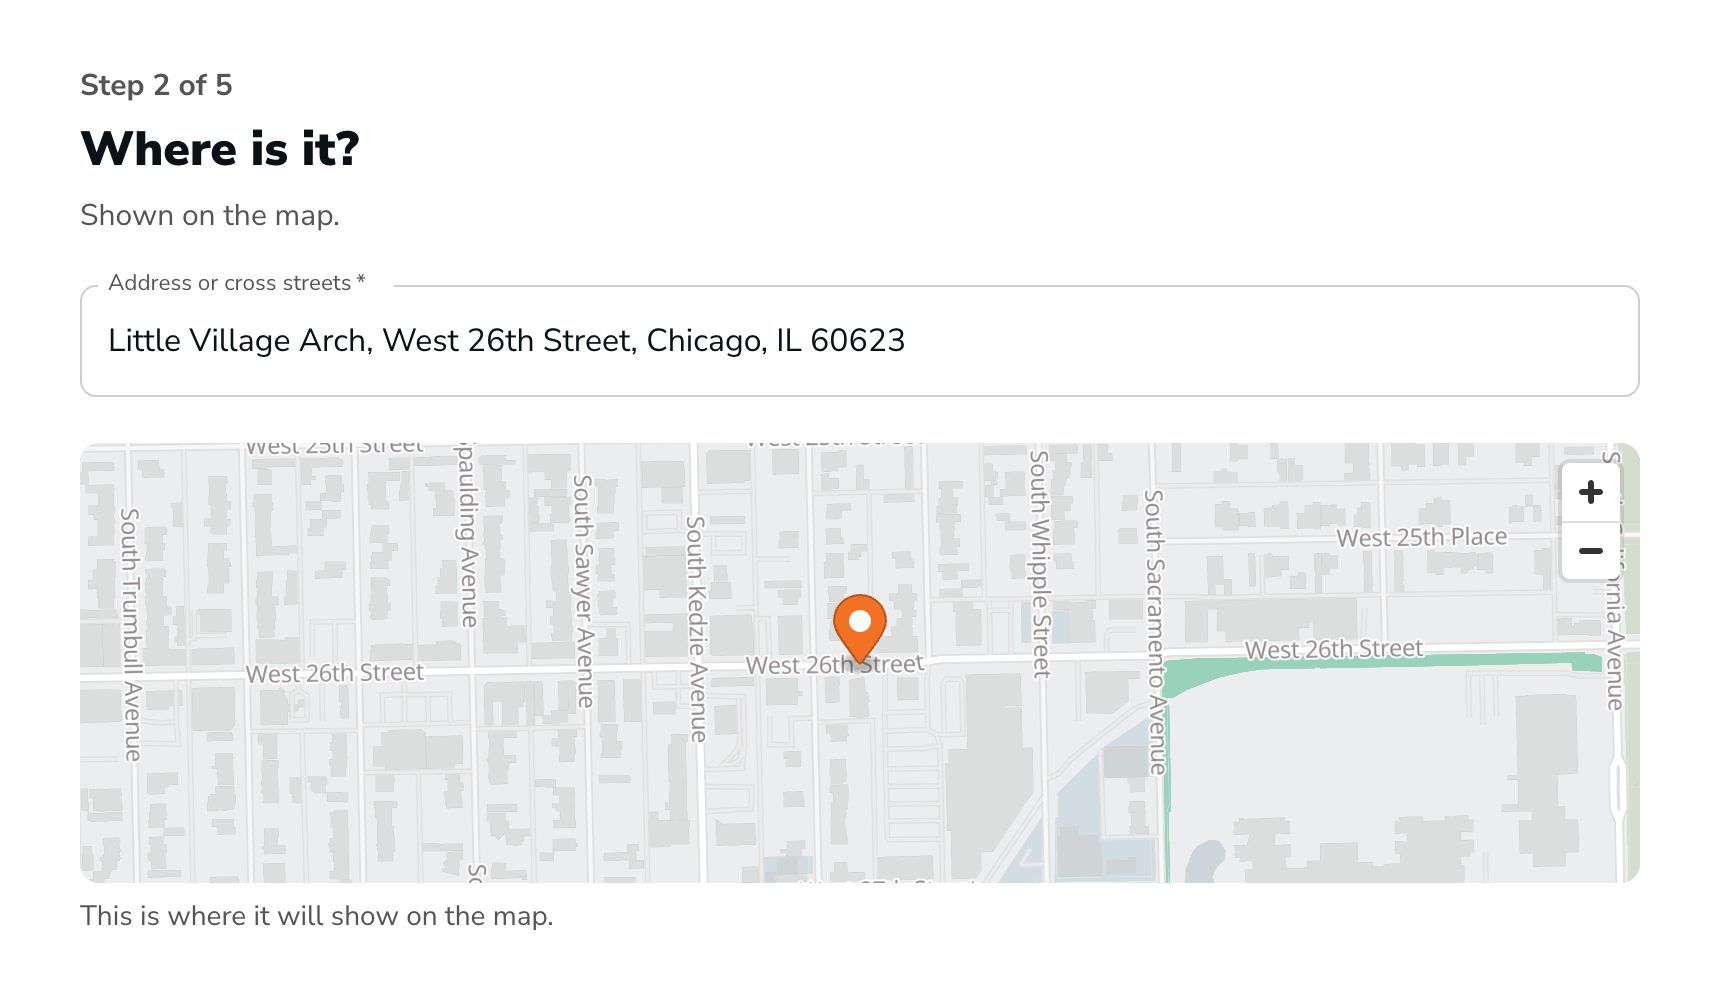 Step 2 of 5
Where is it?
Shown on the map.
Address or cross streets *
Little Village Arch, West 26th Street, Chicago, IL 60623
West 25th Street
South Trumbull Avenue
Spaulding Avenue
South Sawyer Avenue
South Kedzie Avenue
South Whipple Street
South Sacramento Avenue
West 25th Place
West 26th Street
West 26th Street
West 26th Street
This is where it will show on the map.